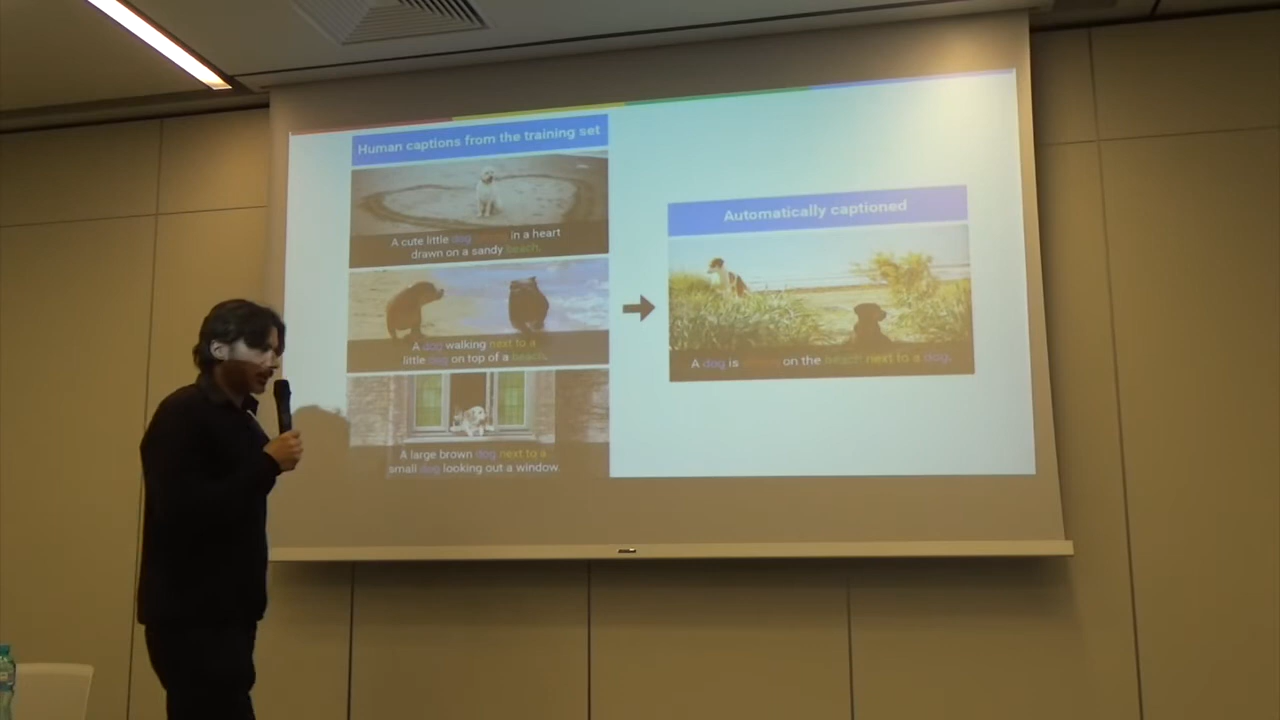 Human captions from the training set
A cute little dog in a heart
drawn on a sandy beach.
A dog walking next to a
little dog on top of a beach.
A large brown dog next to a
small dog looking out a window.
Automatically captioned
A dog is on the beach next to a dog.